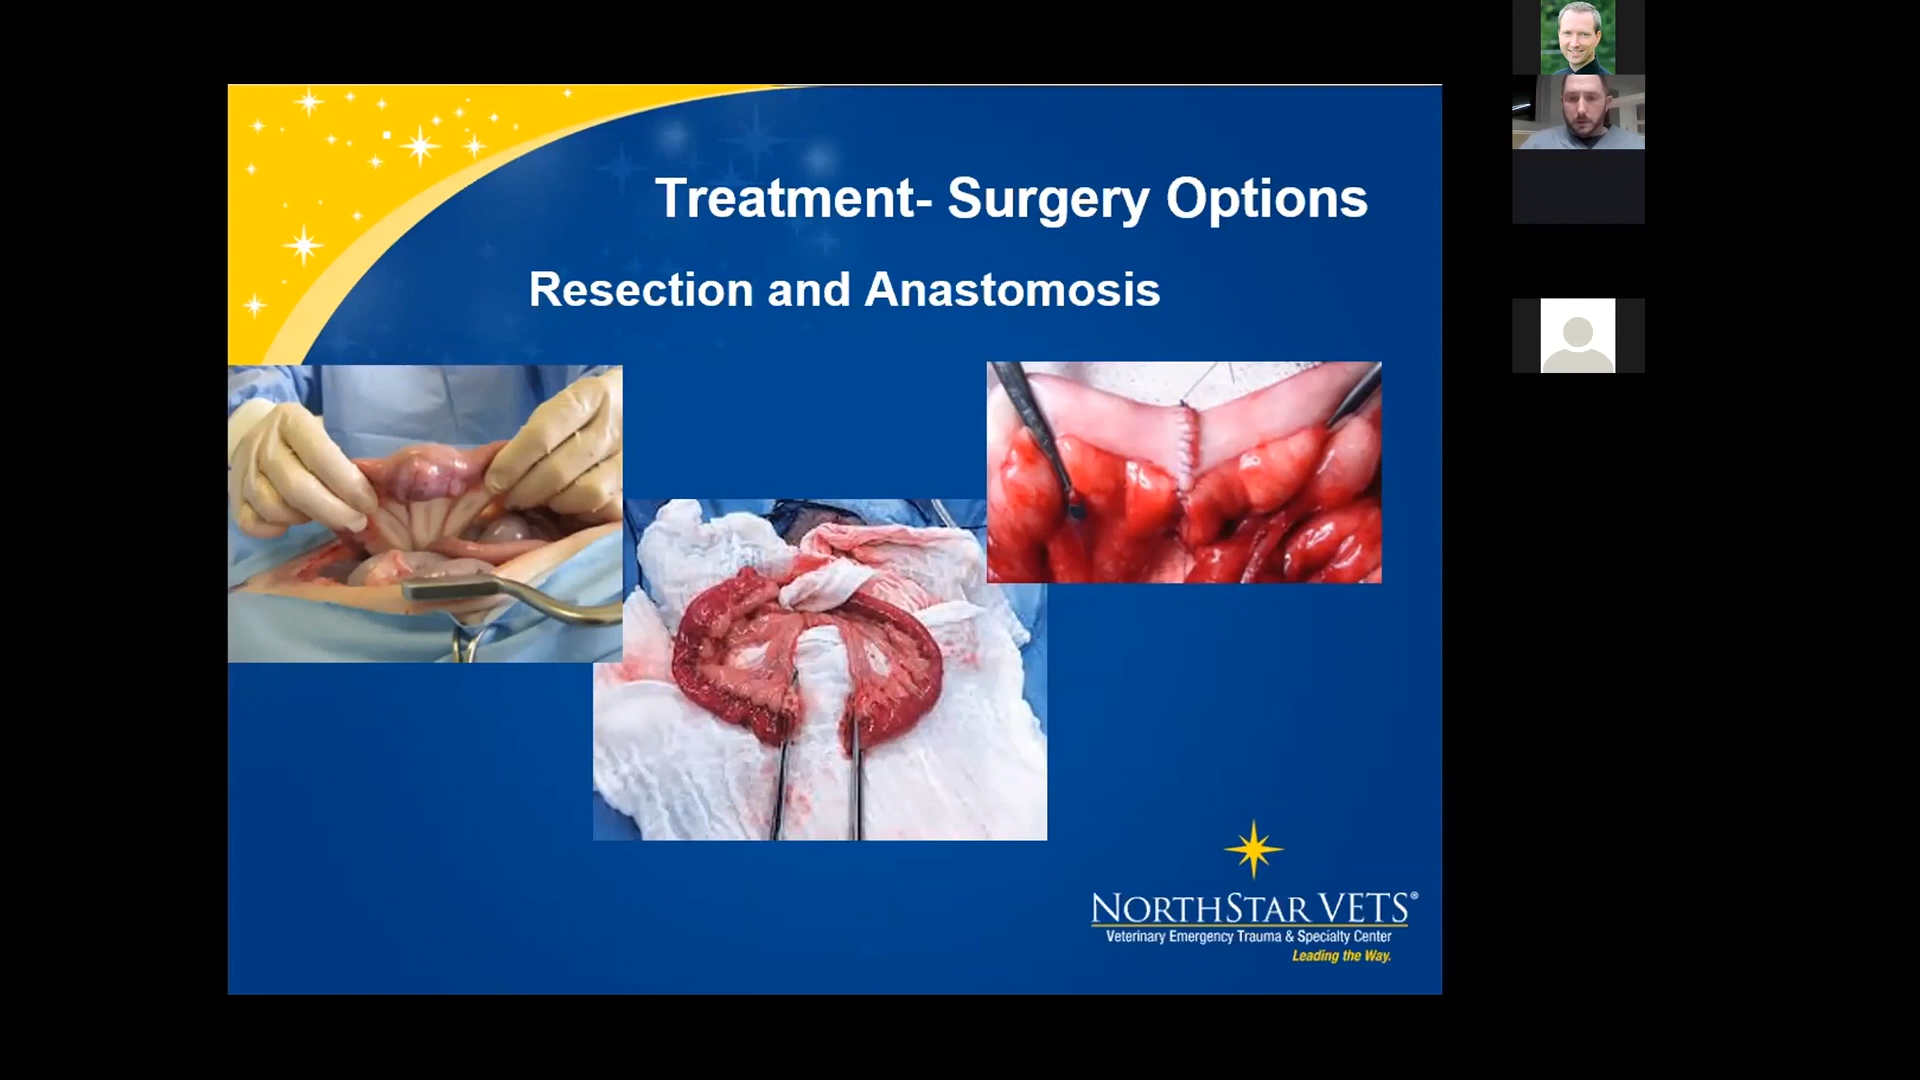 Treatment- Surgery Options
Resection and Anastomosis
NORTHSTAR VETS®
Veterinary Emergency Trauma & Specialty Center
Leading the Way.